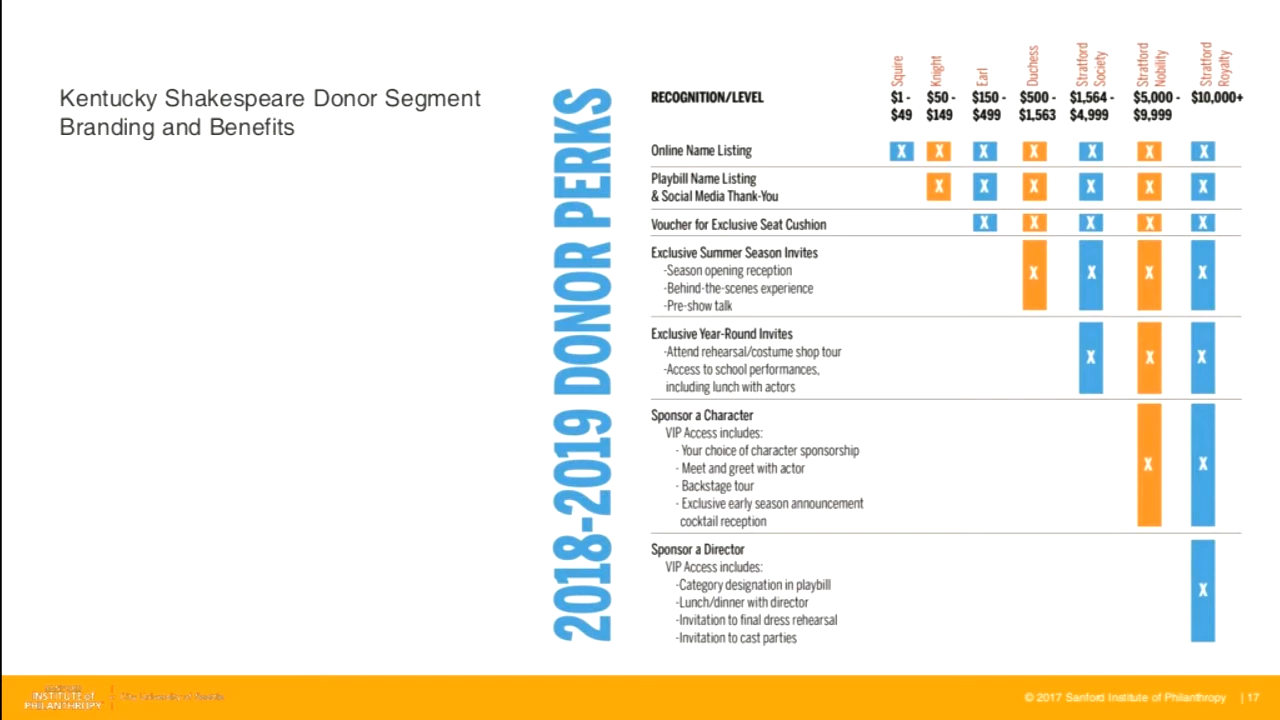 Kentucky Shakespeare Donor Segment
Branding and Benefits
2018-2019 DONOR PERKS
Squire
Knight
Earl
Duchess
Stratford
Society
Stratford
Nobility
Stratford
Royalty
RECOGNITION/LEVEL
$1 - $50 - $150 - $500 - $1,564 - $5,000 - $10,000+
$49 $149 $499 $1,563 $4,999 $9,999
Online Name Listing X X X X X X X
Playbill Name Listing
& Social Media Thank-You X X X X X X
Voucher for Exclusive Seat Cushion X X X X X
Exclusive Summer Season Invites
-Season opening reception X X X X
-Behind-the-scenes experience
-Pre-show talk
Exclusive Year-Round Invites
-Attend rehearsal/costume shop tour X X X
-Access to school performances,
including lunch with actors
Sponsor a Character
VIP Access includes:
- Your choice of character sponsorship
- Meet and greet with actor X X
- Backstage tour
- Exclusive early season announcement
cocktail reception
Sponsor a Director
VIP Access includes:
-Category designation in playbill X
-Lunch/dinner with director
-Invitation to final dress rehearsal
-Invitation to cast parties
INSTITUTE of
PHILANTHROPY
© 2017 Sanford Institute of Philanthropy | 17